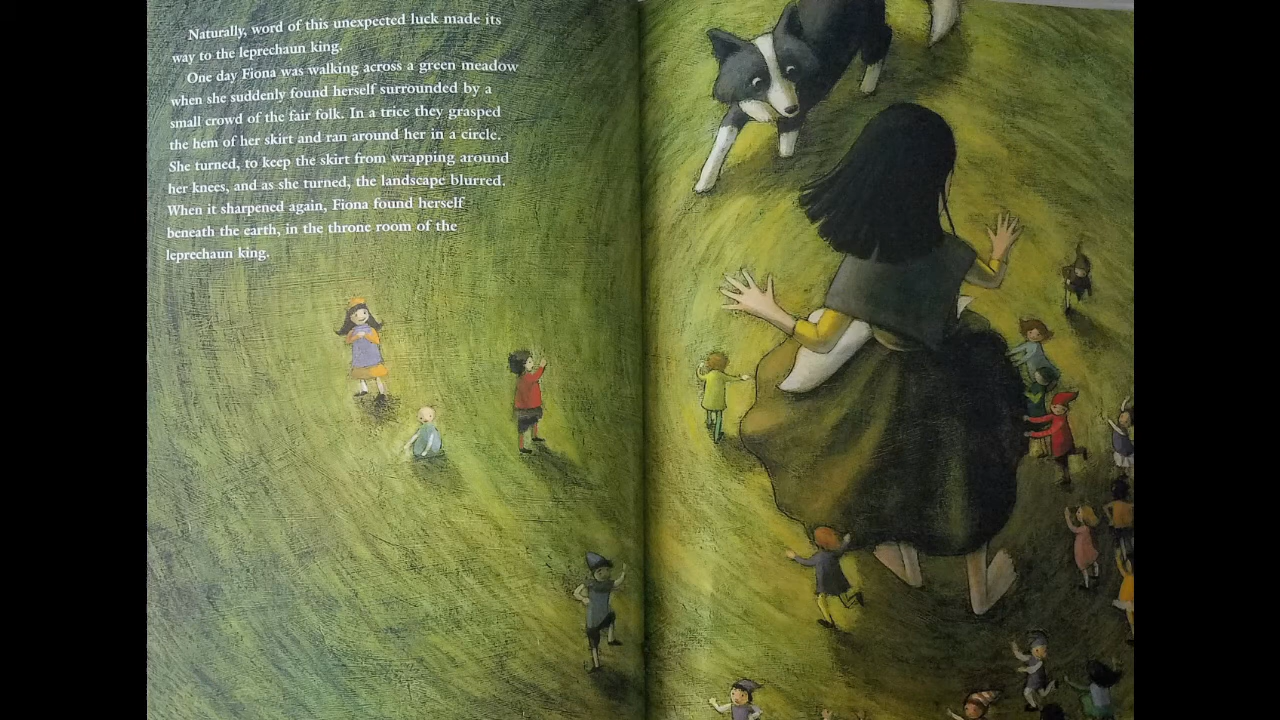 Naturally, word of this unexpected luck made its
way to the leprechaun king.
One day Fiona was walking across a green meadow
when she suddenly found herself surrounded by a
small crowd of the fair folk. In a trice they grasped
the hem of her skirt and ran around her in a circle.
She turned, to keep the skirt from wrapping around
her knees, and as she turned, the landscape blurred.
When it sharpened again, Fiona found herself
beneath the earth, in the throne room of the
leprechaun king.